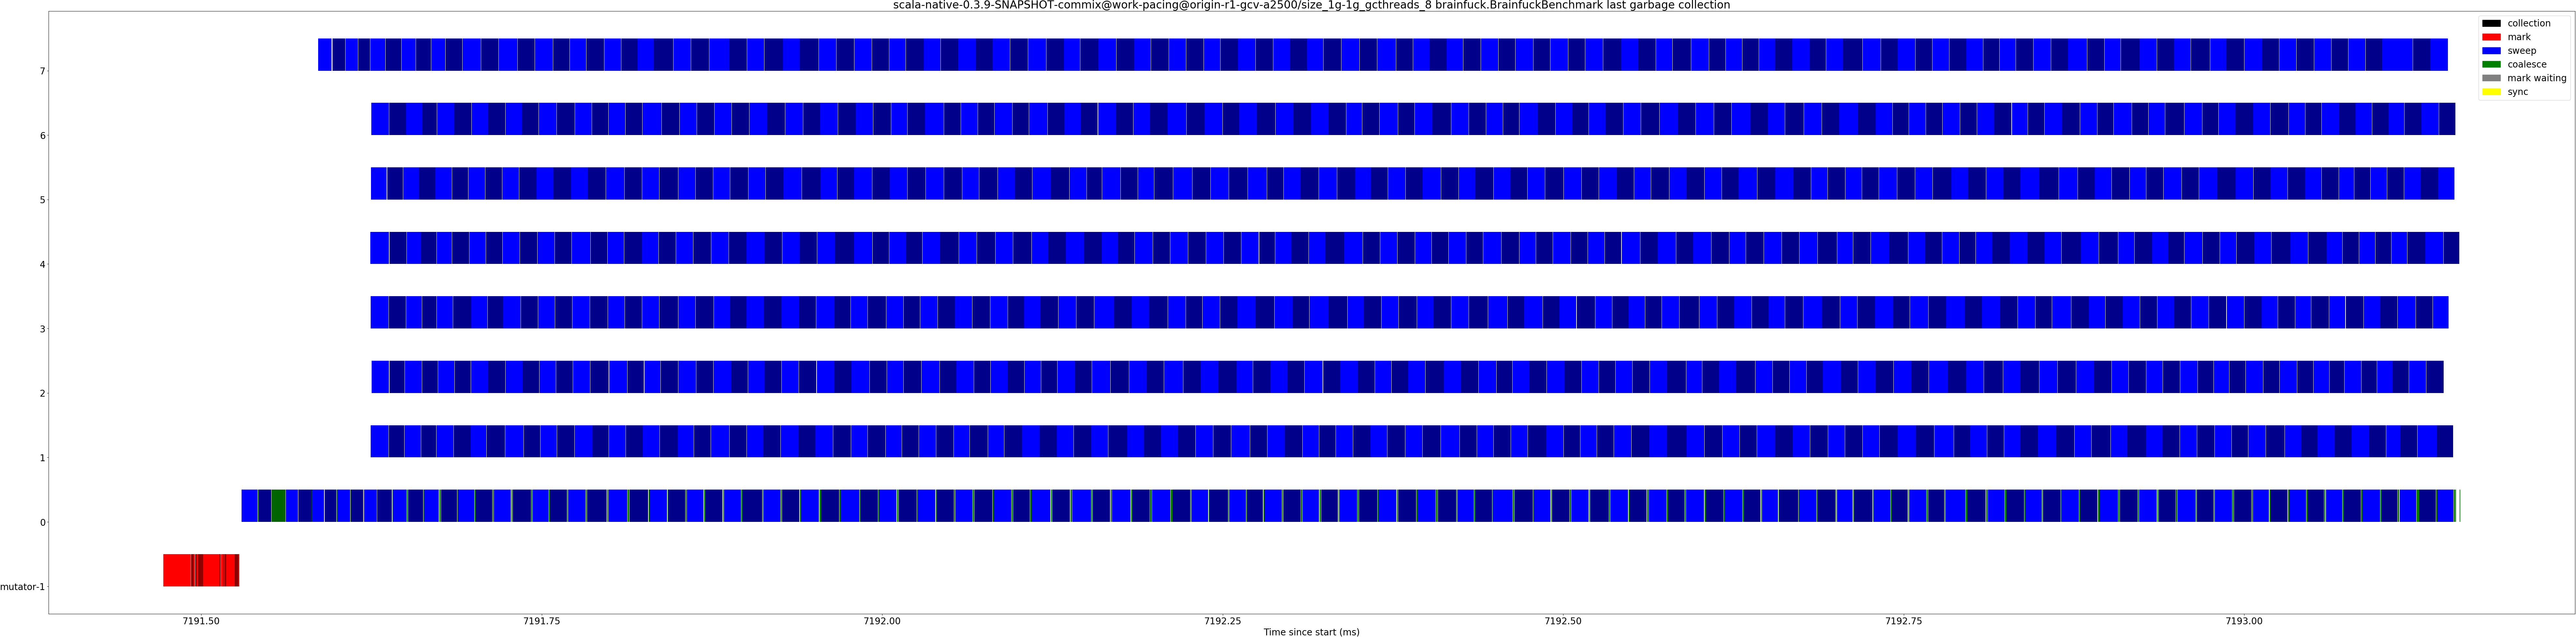 scala-native-0.3.9-SNAPSHOT-commix@work-pacing@origin-r1-gcv-a2500/size_1g-1g_gcthreads_8 brainfuck.BrainfuckBenchmark last garbage collection
collection
mark
sweep
coalesce
mark waiting
sync
7
6
5
4
3
2
1
0
mutator-1
7191.50 7191.75 7192.00 7192.25 7192.50 7192.75 7193.00
Time since start (ms)